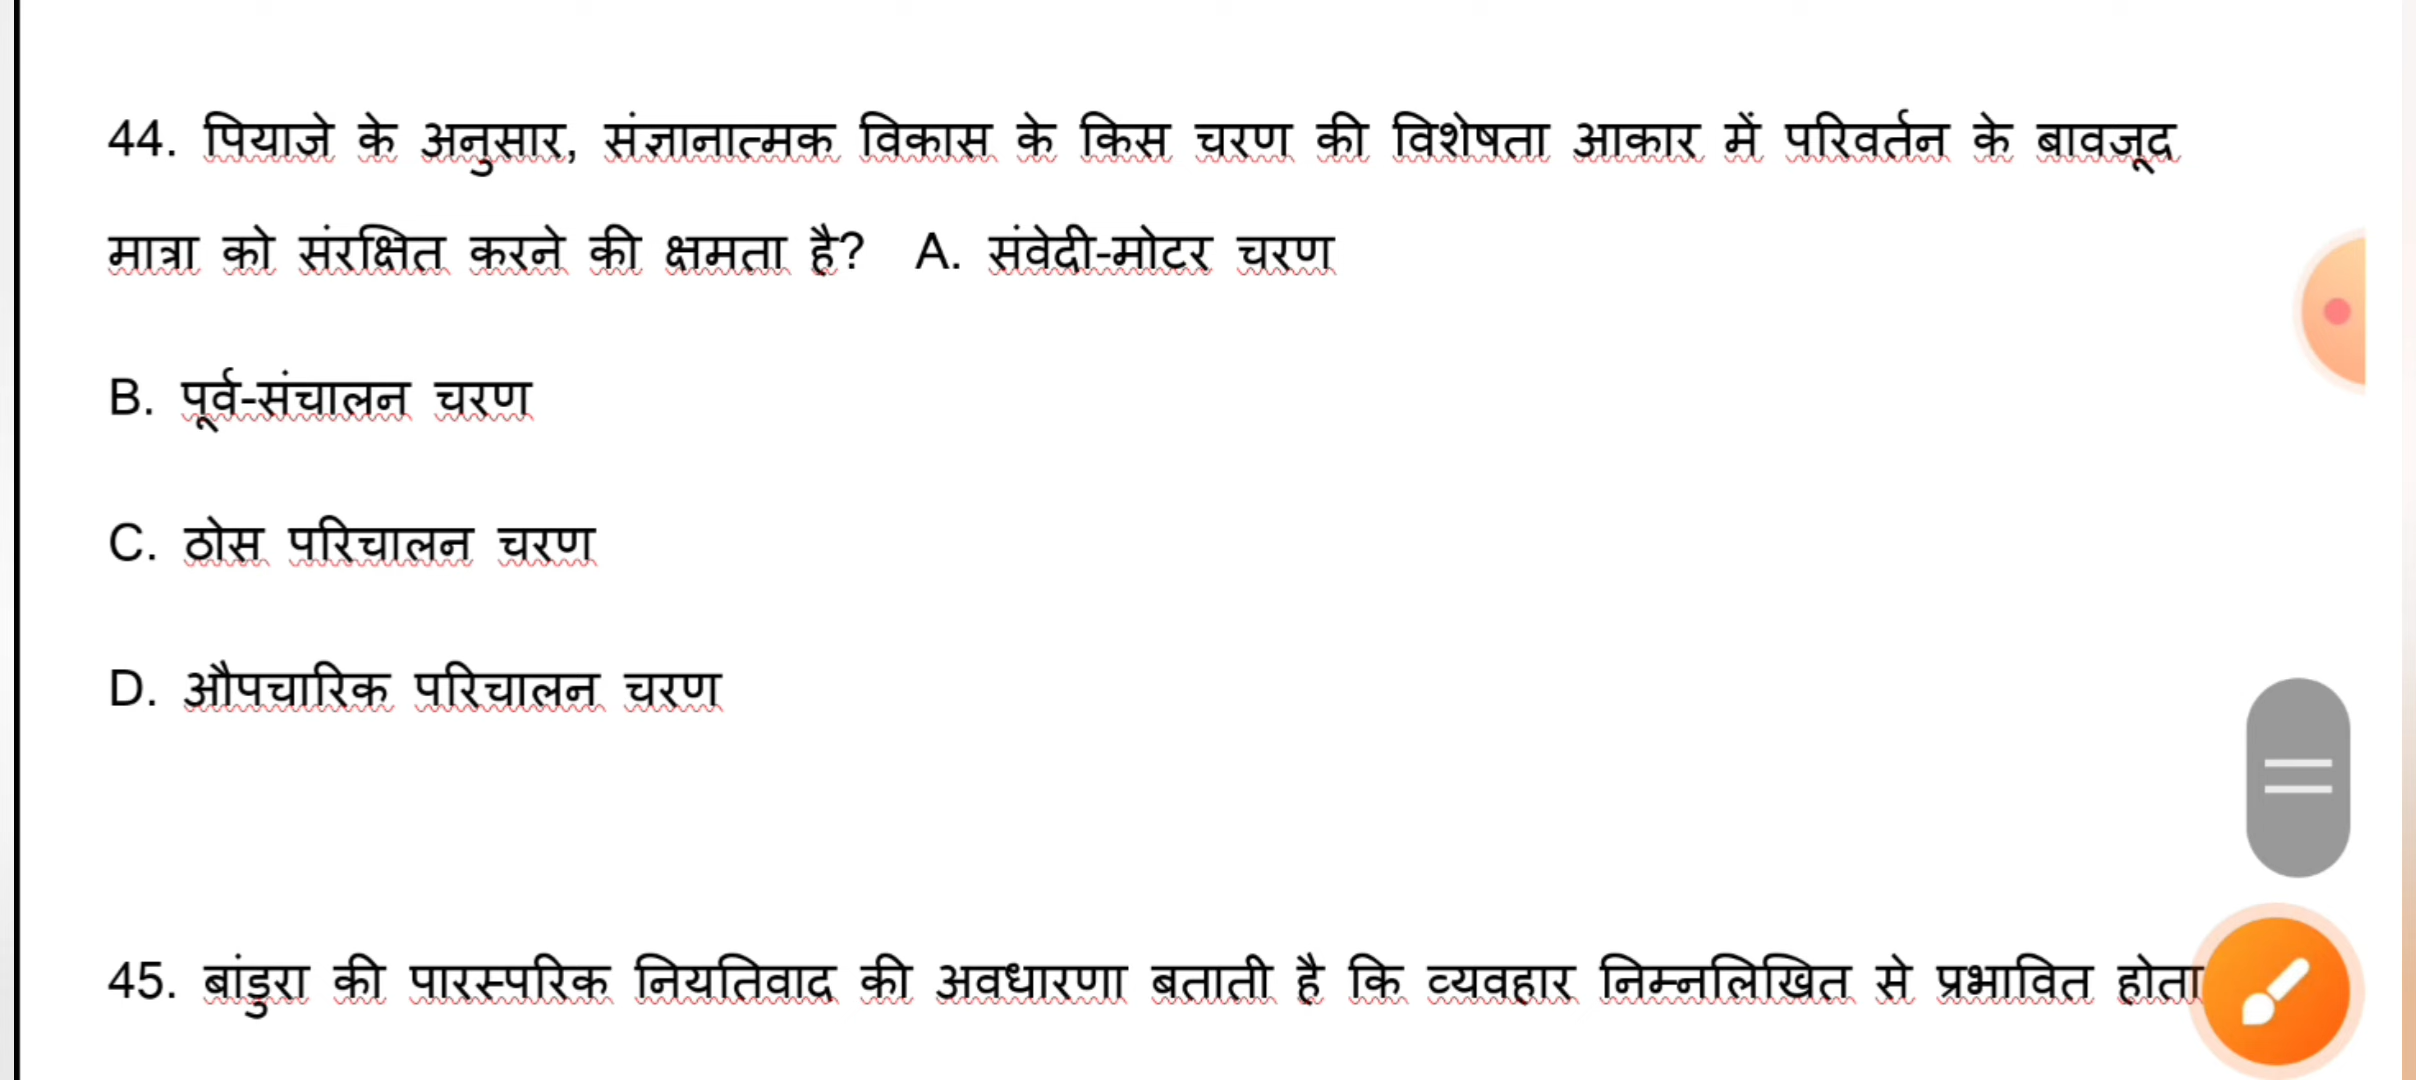 44. पियाजे के अनुसार, संज्ञानात्मक विकास के किस चरण की विशेषता आकार में परिवर्तन के बावजूद
मात्रा को संरक्षित करने की क्षमता है? A. संवेदी-मोटर चरण
B. पूर्व-संचालन चरण
C. ठोस परिचालन चरण
D. औपचारिक परिचालन चरण
45. बांडुरा की पारस्परिक नियतिवाद की अवधारणा बताती है कि व्यवहार निम्नलिखित से प्रभावित होता